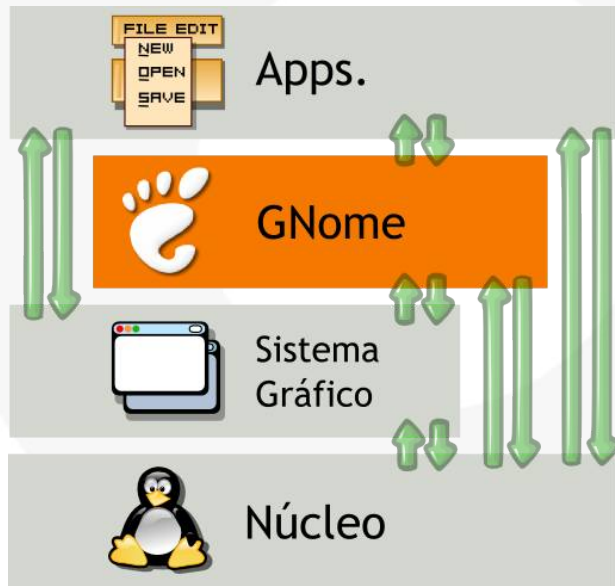 FILE EDIT
NEW
OPEN
SAVE
Apps.
GNome
Sistema
Gráfico
Núcleo